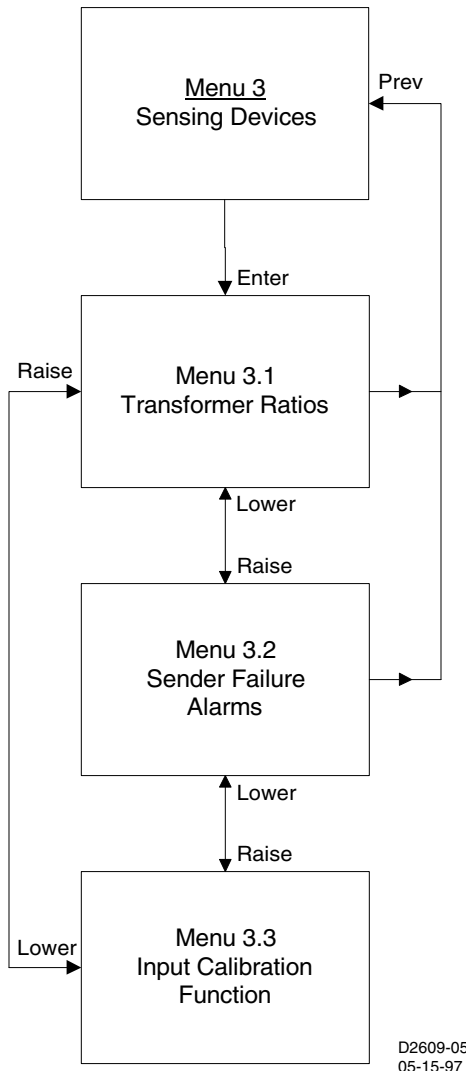 Menu 3
Sensing Devices
Prev
Enter
Raise
Menu 3.1
Transformer Ratios
Lower
Raise
Menu 3.2
Sender Failure
Alarms
Lower
Raise
Lower
Menu 3.3
Input Calibration
Function
D2609-05
05-15-97